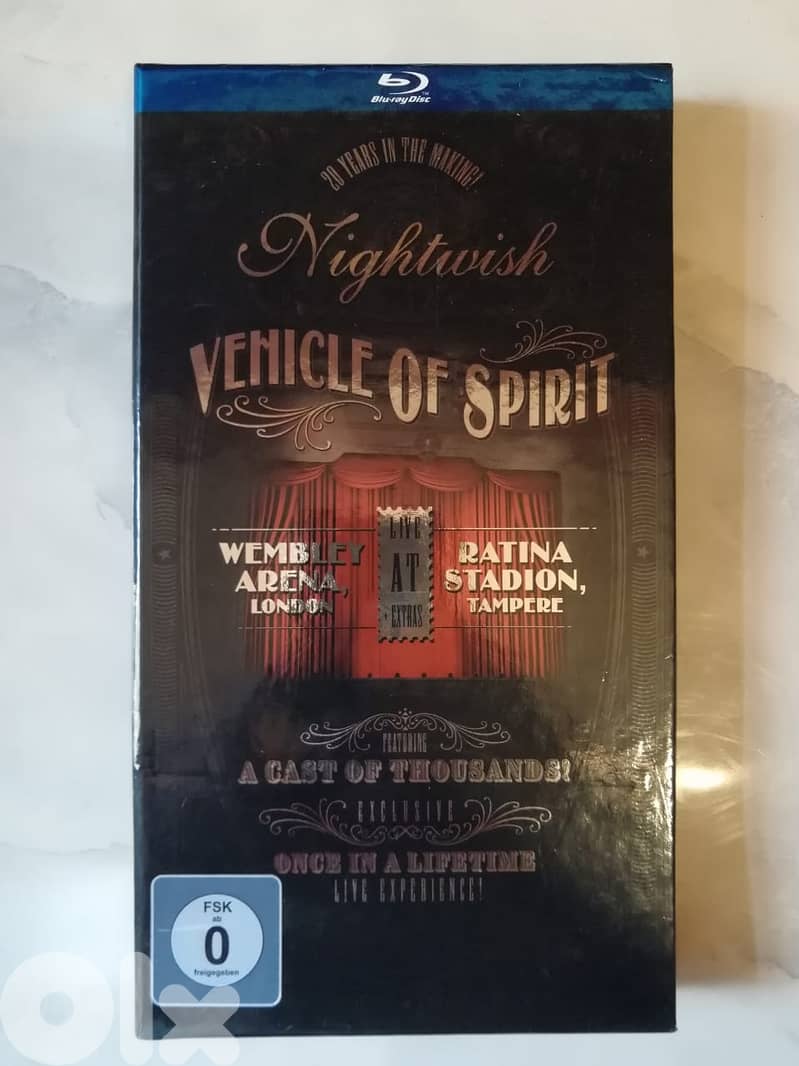 Blu-ray Disc™
20 YEARS IN THE MAKING!
Nightwish
VEHICLE OF SPIRIT
WEMBLEY
ARENA,
LONDON
LIVE
AT
+ EXTRAS
RATINA
STADION,
TAMPERE
FEATURING
A CAST OF THOUSANDS!
EXCLUSIVE
ONCE IN A LIFETIME
LIVE EXPERIENCE!
FSK
ab
0
freigegeben
olx